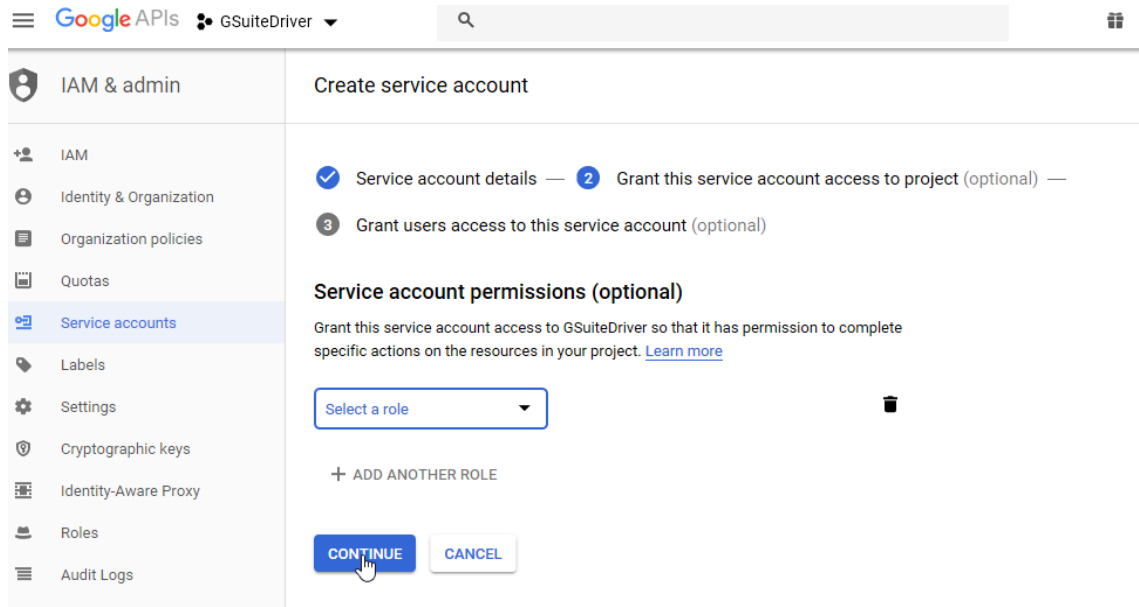 Google APIs GSuiteDriver
IAM & admin
Create service account
IAM
Identity & Organization
Organization policies
Quotas
Service accounts
Labels
Settings
Cryptographic keys
Identity-Aware Proxy
Roles
Audit Logs
Service account details — 2 Grant this service account access to project (optional) —
3 Grant users access to this service account (optional)
Service account permissions (optional)
Grant this service account access to GSuiteDriver so that it has permission to complete
specific actions on the resources in your project. Learn more
Select a role
+ ADD ANOTHER ROLE
CONTINUE CANCEL